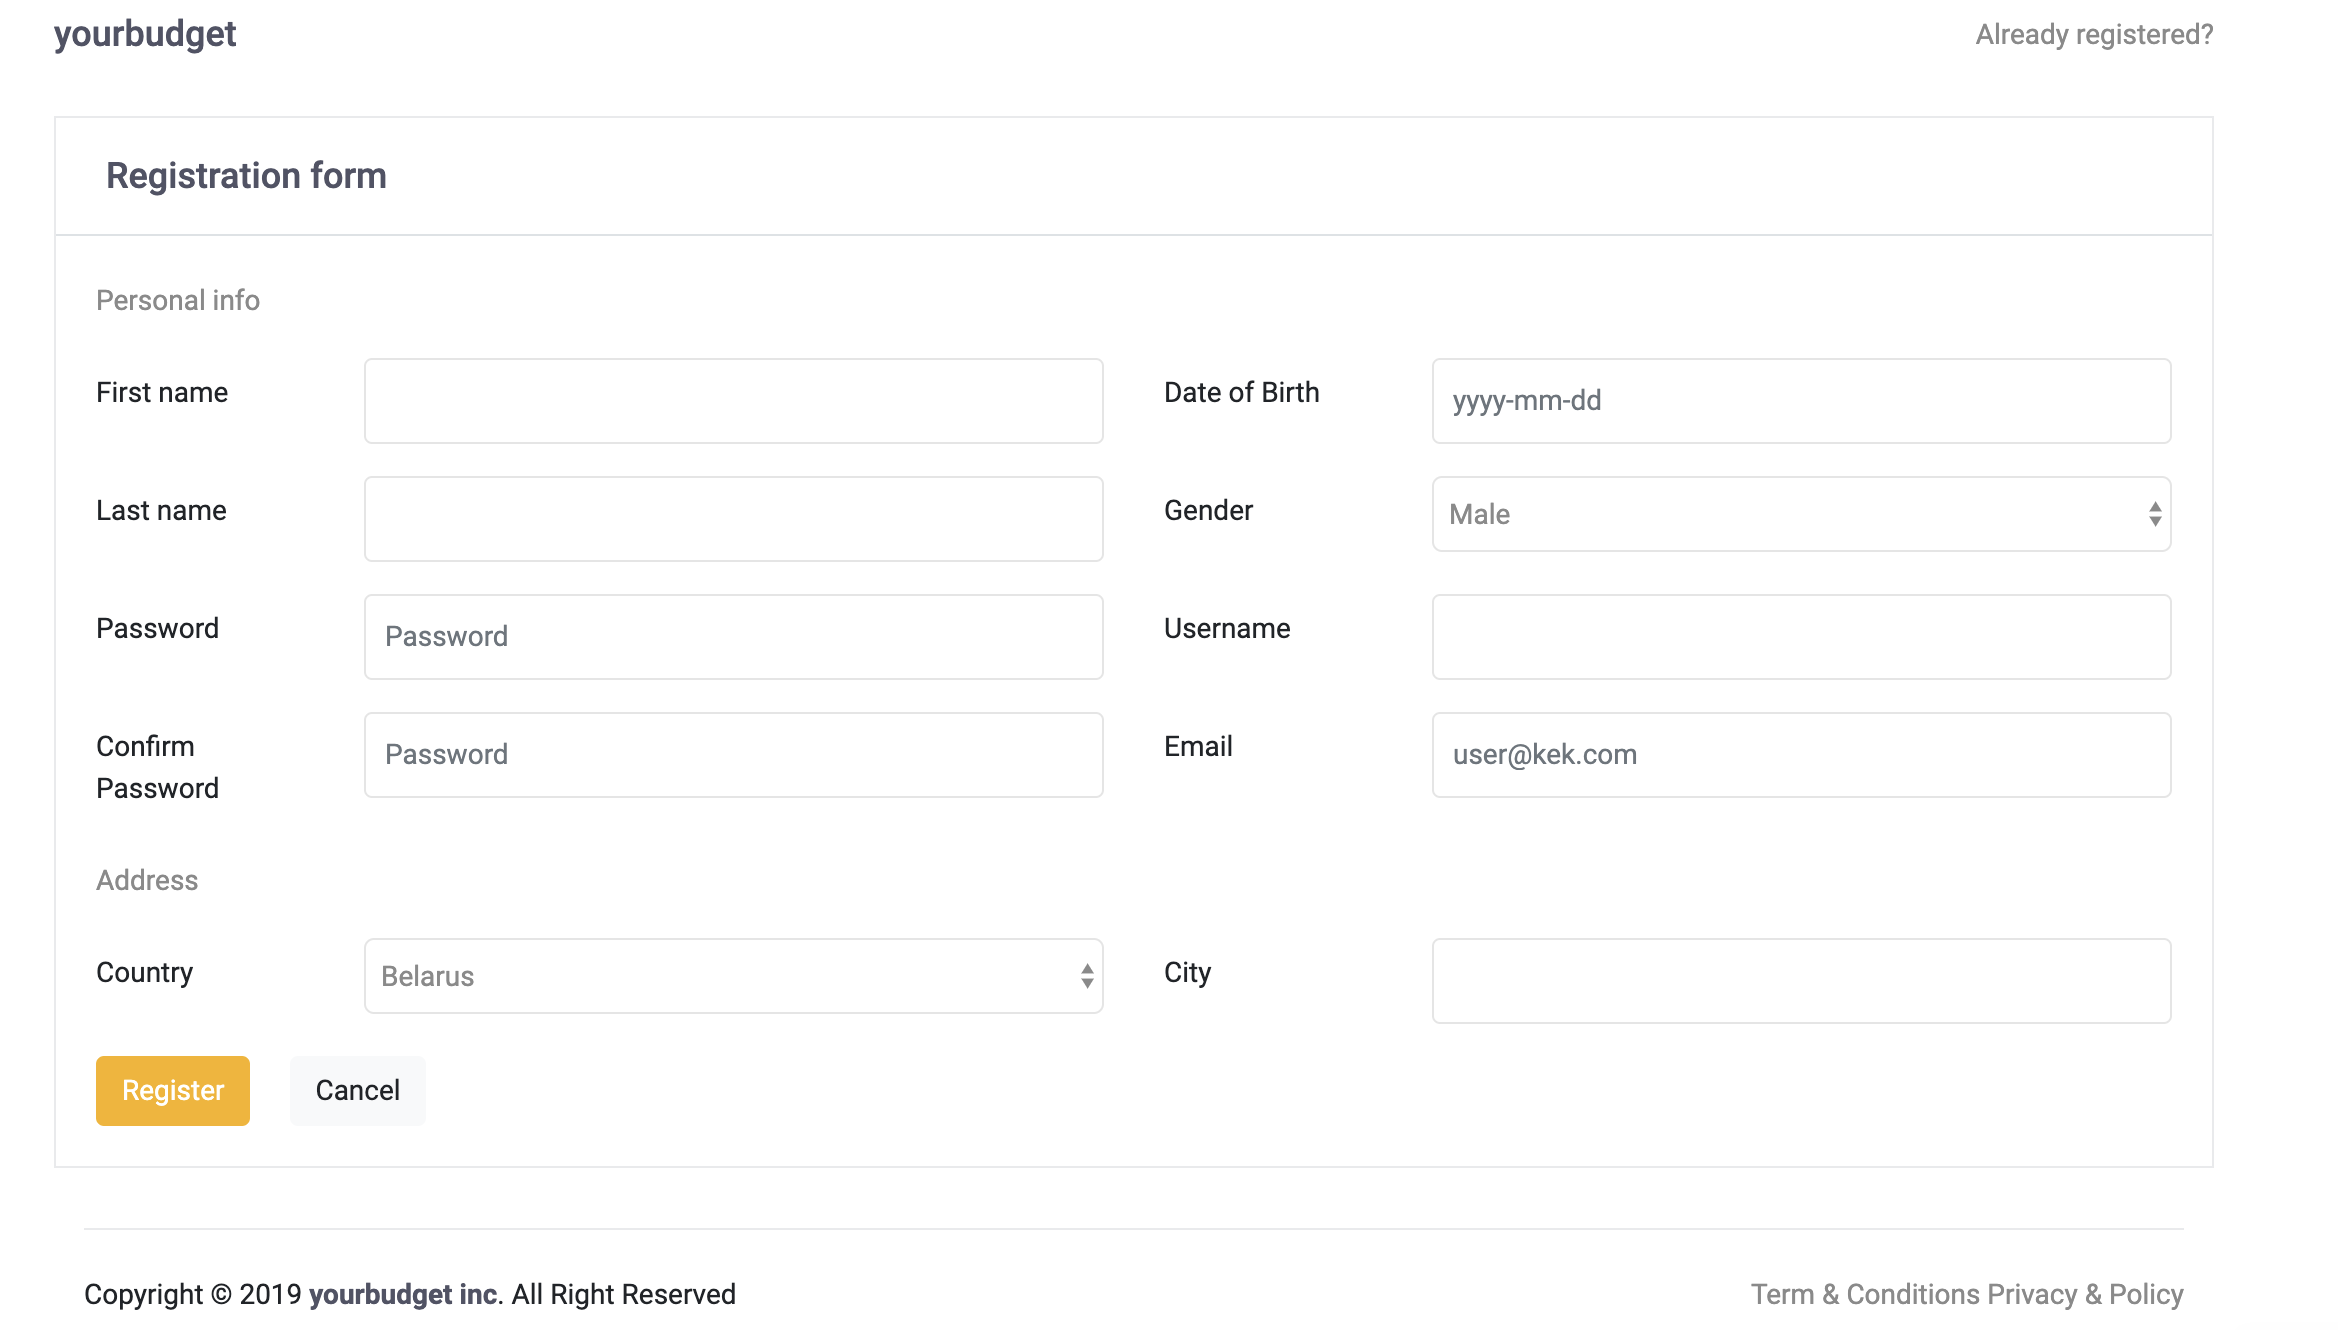 yourbudget
Already registered?
Registration form
Personal info
First name
Date of Birth
yyyy-mm-dd
Last name
Gender
Male
Password
Password
Username
Confirm
Password
Password
Email
user@kek.com
Address
Country
Belarus
City
Register
Cancel
Copyright © 2019 yourbudget inc. All Right Reserved
Term & Conditions Privacy & Policy